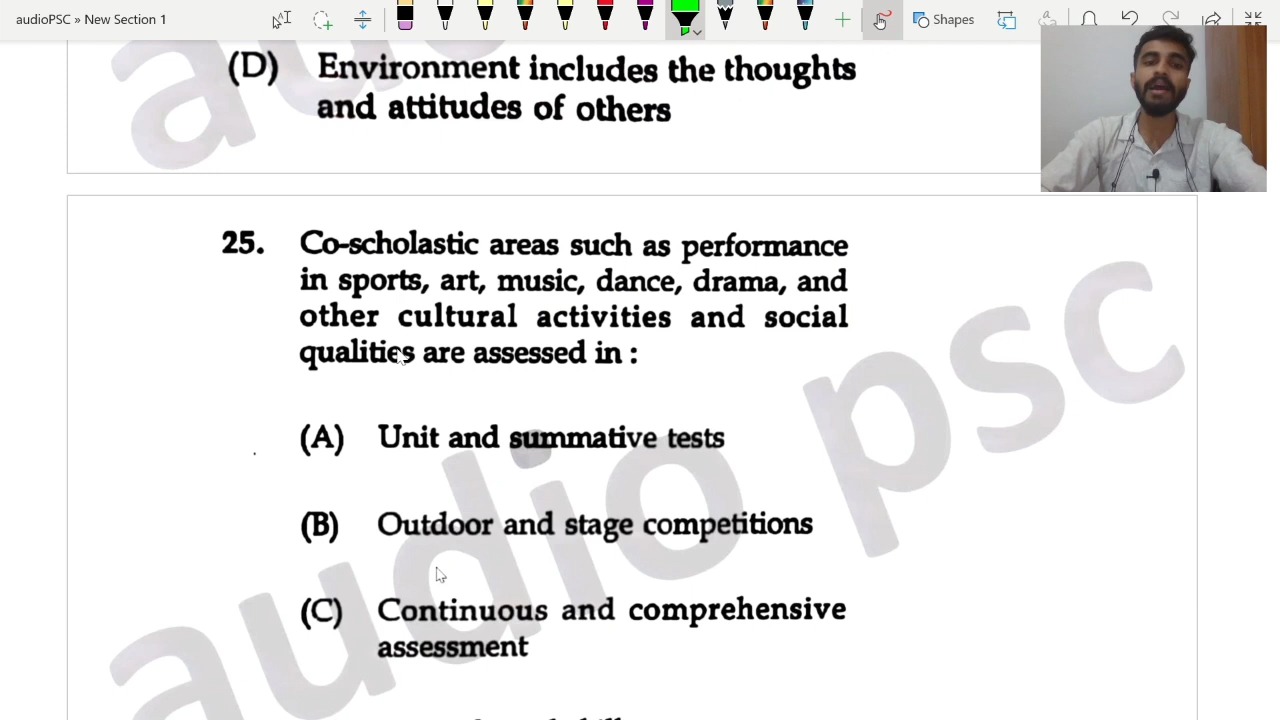 audioPSC » New Section 1
Shapes
(D) Environment includes the thoughts
and attitudes of others
25. Co-scholastic areas such as performance
in sports, art, music, dance, drama, and
other cultural activities and social
qualities are assessed in :
(A) Unit and summative tests
(B) Outdoor and stage competitions
(C) Continuous and comprehensive
assessment
audio psc